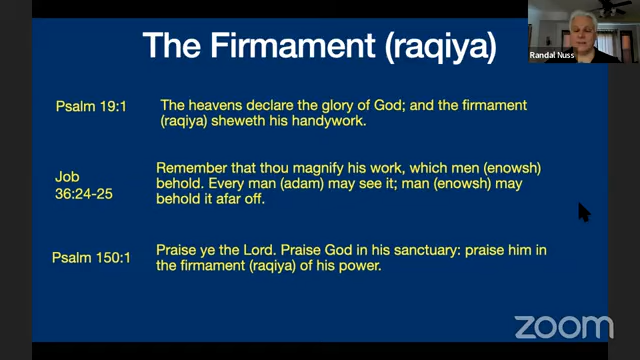 The Firmament (raqiya)
Randal Nuss
Psalm 19:1
The heavens declare the glory of God; and the firmament
(raqiya) sheweth his handywork.
Job
36:24-25
Remember that thou magnify his work, which men (enowsh)
behold. Every man (adam) may see it; man (enowsh) may
behold it afar off.
Psalm 150:1
Praise ye the Lord. Praise God in his sanctuary: praise him in
the firmament (raqiya) of his power.
zoom